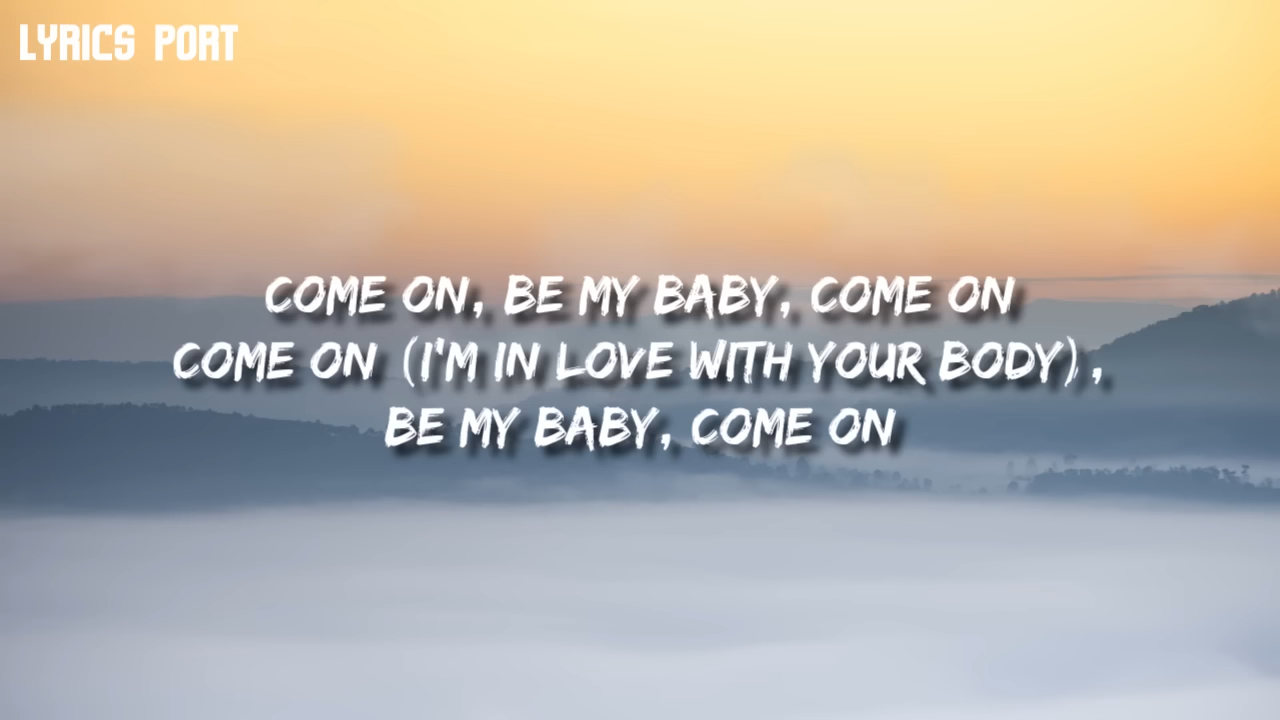 LYRICS PORT
COME ON, BE MY BABY, COME ON
COME ON (I'M IN LOVE WITH YOUR BODY),
BE MY BABY, COME ON